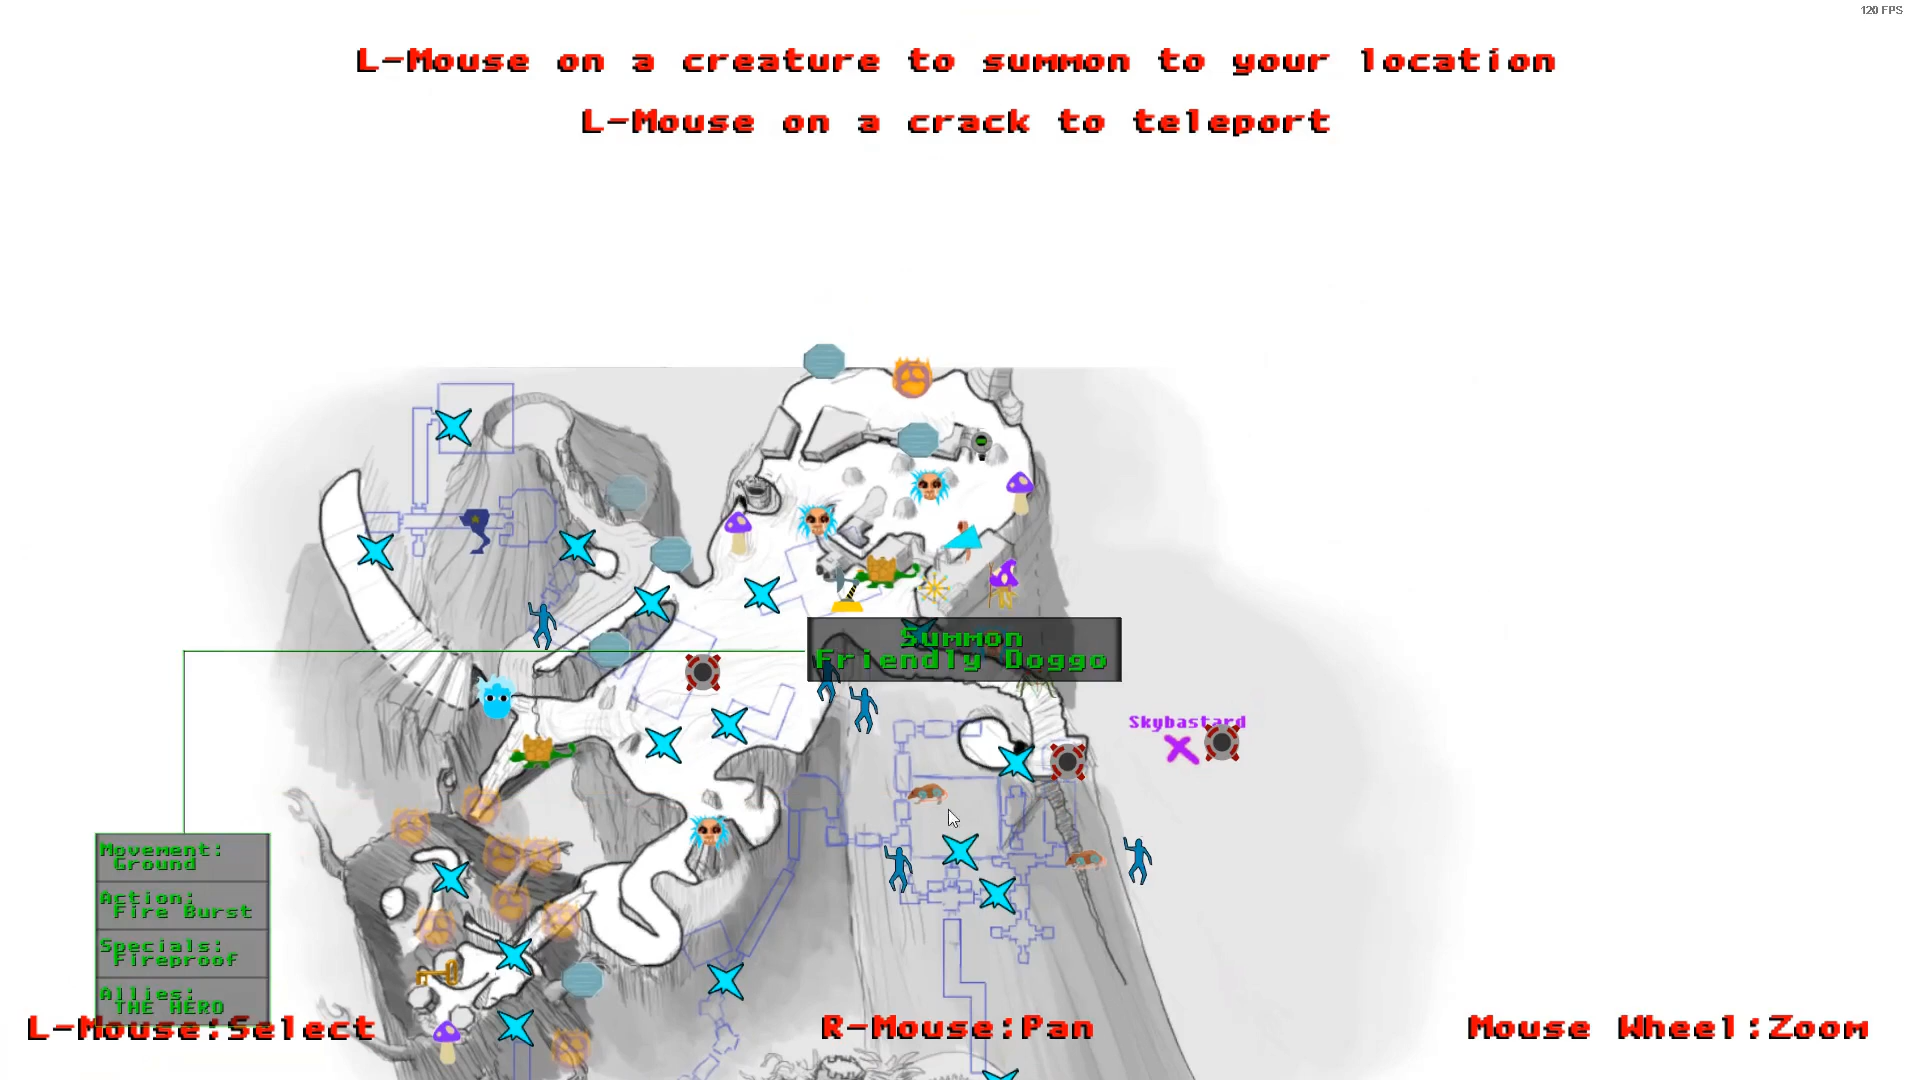 120 FPS
L-Mouse on a creature to summon to your location
L-Mouse on a crack to teleport
Summon
Friendly Doggo
Skybastard
Movement:
Ground
Action:
Fire Burst
Specials:
Fireproof
Allies:
THE HERD
L-Mouse:Select
R-Mouse:Pan
Mouse Wheel:Zoom